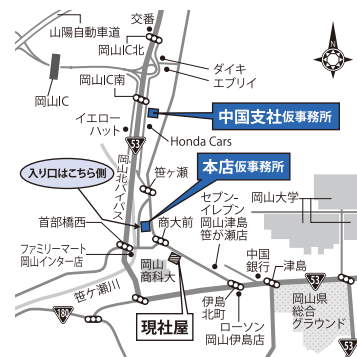 交番
山陽自動車道
岡山IC北
N
ダイキ
エブリイ
岡山IC南
岡山IC
中国支社仮事務所
イエロー
ハット
Honda Cars
53
本店仮事務所
笹ヶ瀬
入り口はこちら側
岡山北バイパス
セブン-
イレブン
岡山津島
笹が瀬店
岡山大学
首部橋西
商大前
ファミリーマート
岡山インター店
岡山
商科大
中国
銀行
津島
53
笹ヶ瀬川
伊島
北町
岡山県
総合
グラウンド
180
現社屋
ローソン
岡山伊島店
53